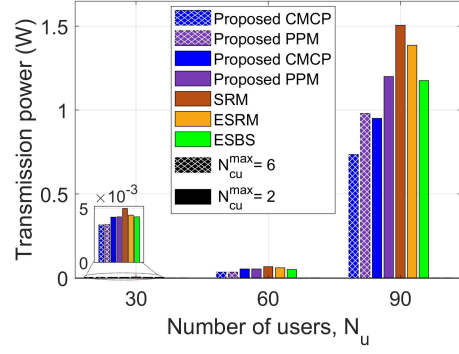 Proposed CMCP
Proposed PPM
Proposed CMCP
Proposed PPM
SRM
ESRM
ESBS
N_cu^max = 6
N_cu^max = 2
Transmission power (W)
1.5
1
0.5
0
5 × 10^-3
0
30 60 90
Number of users, N_u